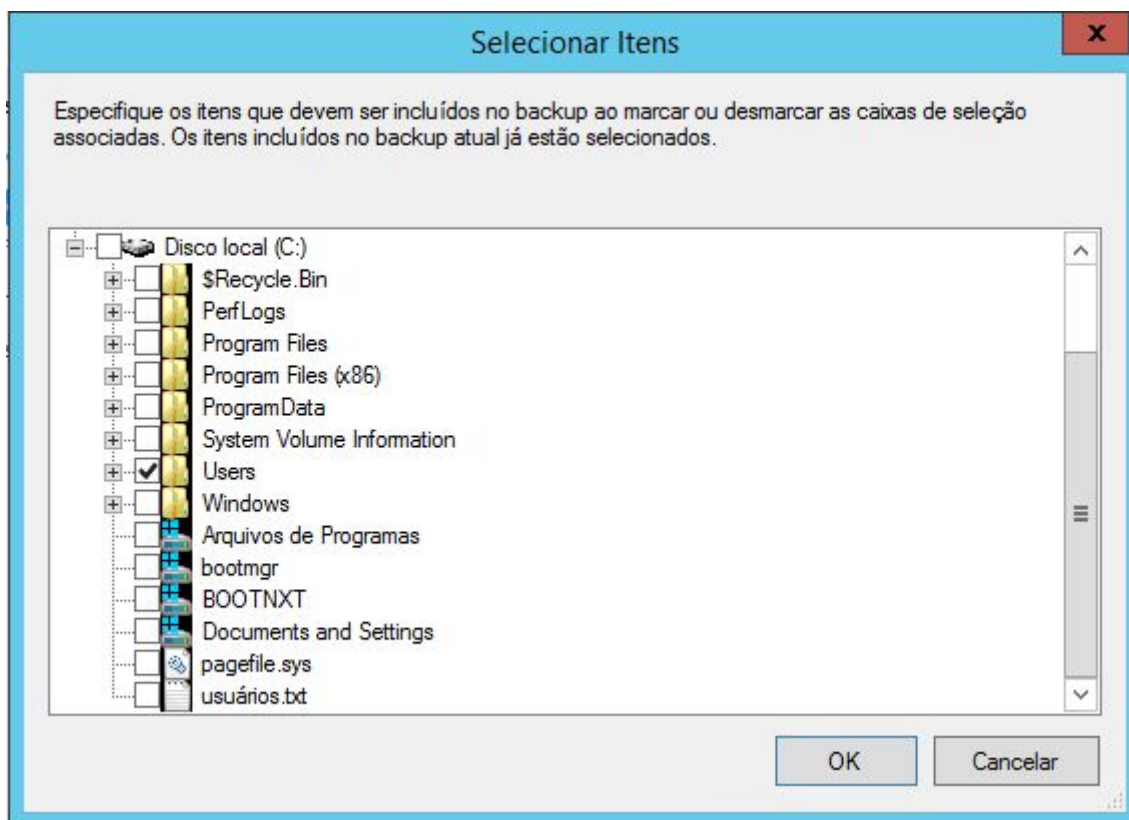 Selecionar Itens
Especifique os itens que devem ser incluídos no backup ao marcar ou desmarcar as caixas de seleção
associadas. Os itens incluídos no backup atual já estão selecionados.
Disco local (C:)
$Recycle.Bin
PerfLogs
Program Files
Program Files (x86)
ProgramData
System Volume Information
Users
Windows
Arquivos de Programas
bootmgr
BOOTNXT
Documents and Settings
pagefile.sys
usuários.txt
OK Cancelar